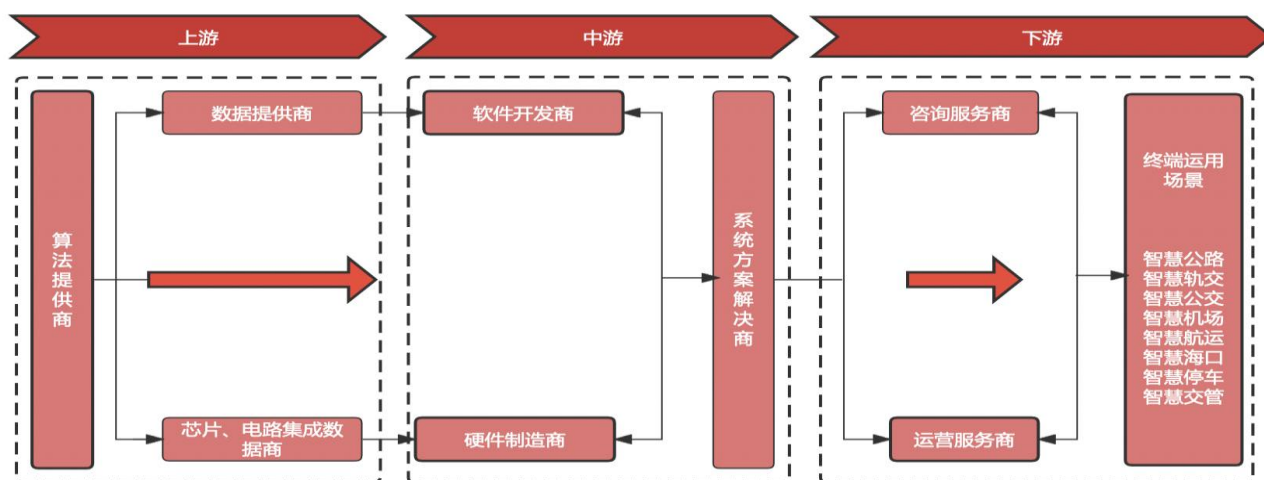 上游
中游
下游
算法提供商
数据提供商
芯片、电路集成数
据商
软件开发商
硬件制造商
系统方案解决商
咨询服务商
运营服务商
终端运用
场景
智慧公路
智慧轨交
智慧公交
智慧机场
智慧航运
智慧海口
智慧停车
智慧交管